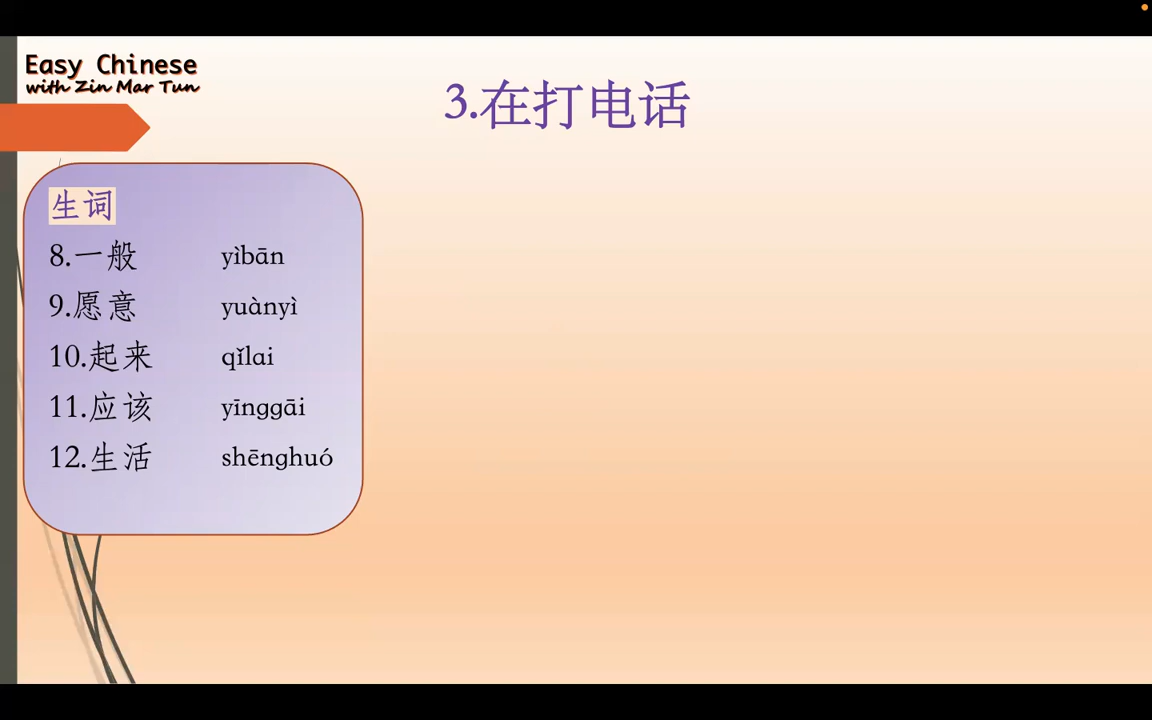 Easy Chinese
with Zin Mar Tun
3.在打电话
生词
8.一般 yìbān
9.愿意 yuànyì
10.起来 qǐlai
11.应该 yīnggāi
12.生活 shēnghuó